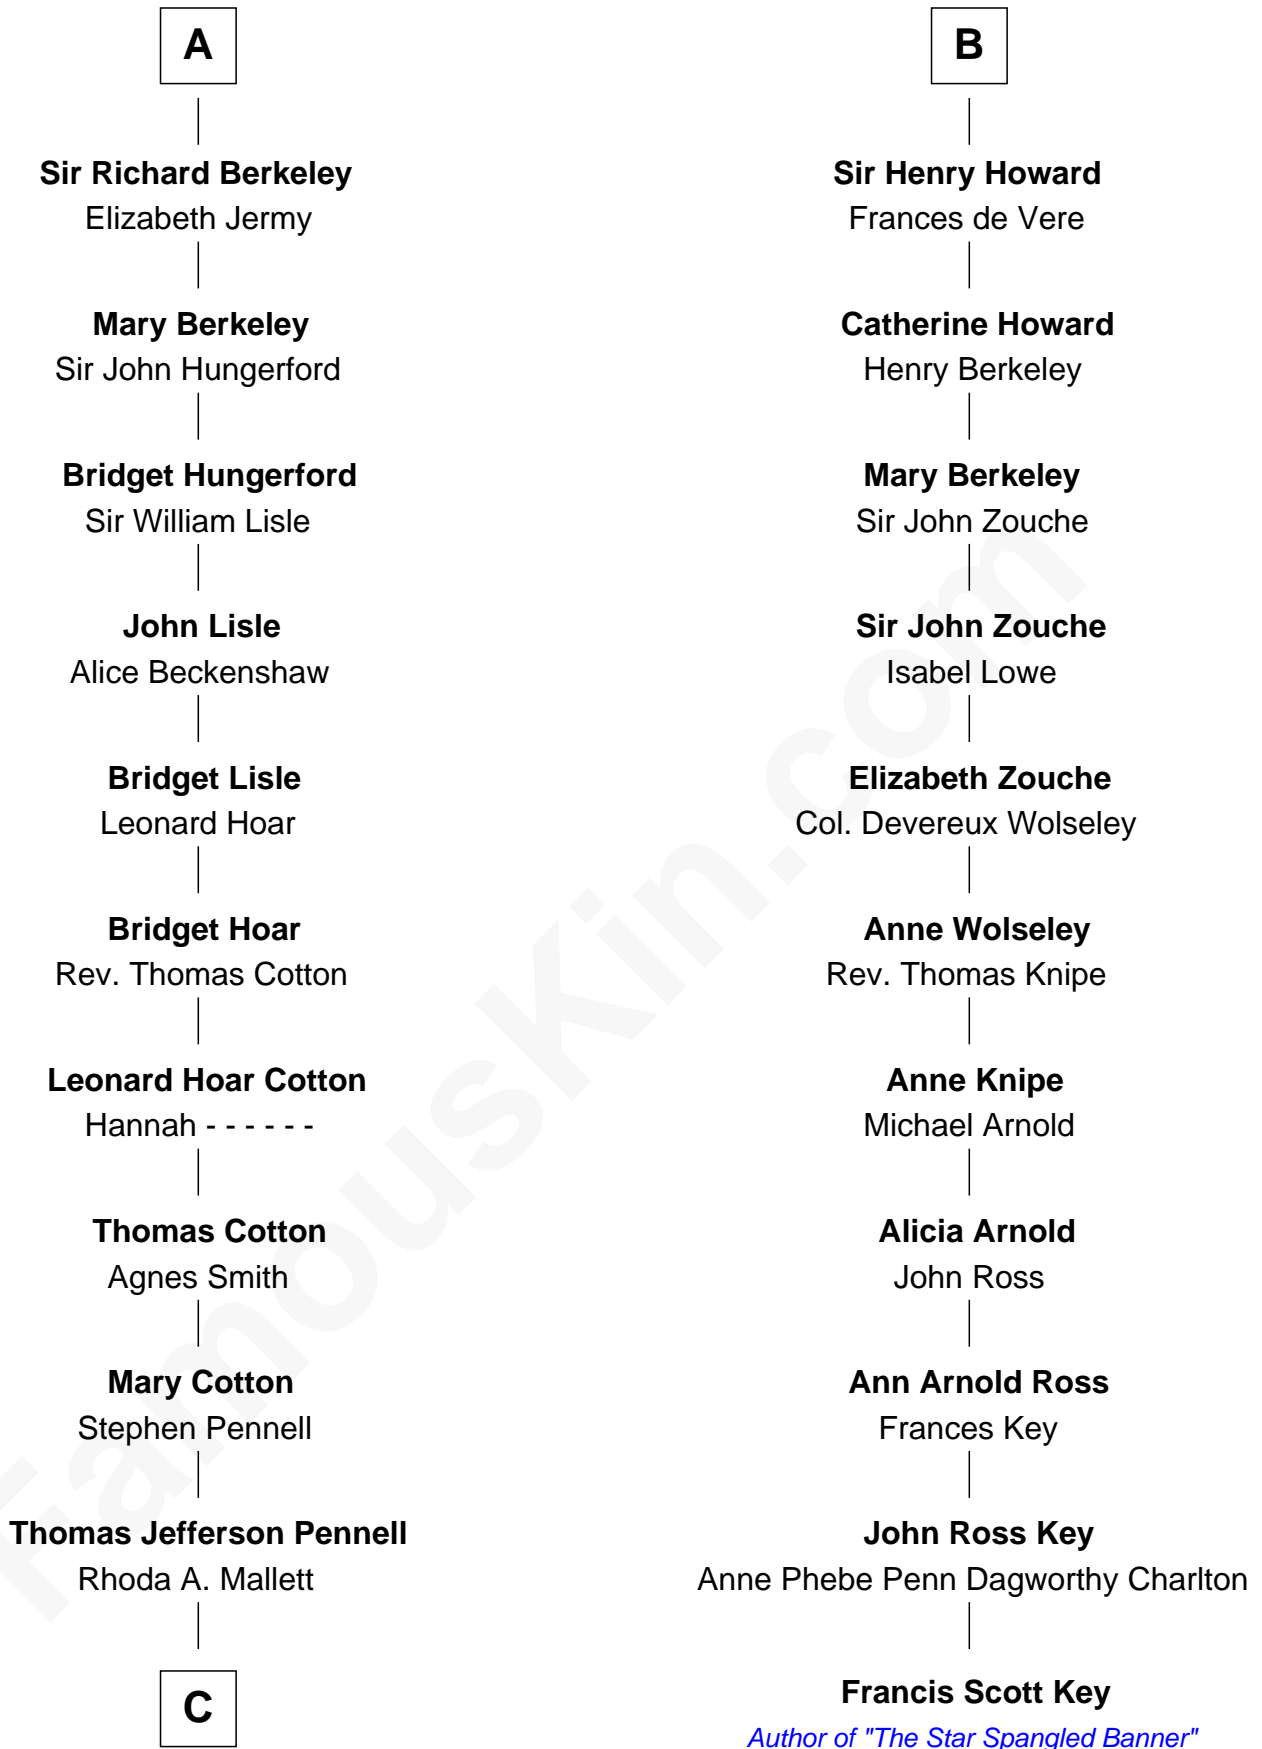 A
Sir Richard Berkeley
Elizabeth Jermy
Mary Berkeley
Sir John Hungerford
Bridget Hungerford
Sir William Lisle
John Lisle
Alice Beckenshaw
Bridget Lisle
Leonard Hoar
Bridget Hoar
Rev. Thomas Cotton
Leonard Hoar Cotton
Hannah - - - - - -
Thomas Cotton
Agnes Smith
Mary Cotton
Stephen Pennell
Thomas Jefferson Pennell
Rhoda A. Mallett
C
B
Sir Henry Howard
Frances de Vere
Catherine Howard
Henry Berkeley
Mary Berkeley
Sir John Zouche
Sir John Zouche
Isabel Lowe
Elizabeth Zouche
Col. Devereux Wolseley
Anne Wolseley
Rev. Thomas Knipe
Anne Knipe
Michael Arnold
Alicia Arnold
John Ross
Ann Arnold Ross
Frances Key
John Ross Key
Anne Phebe Penn Dagworthy Charlton
Francis Scott Key
Author of "The Star Spangled Banner"
FamousKin.com